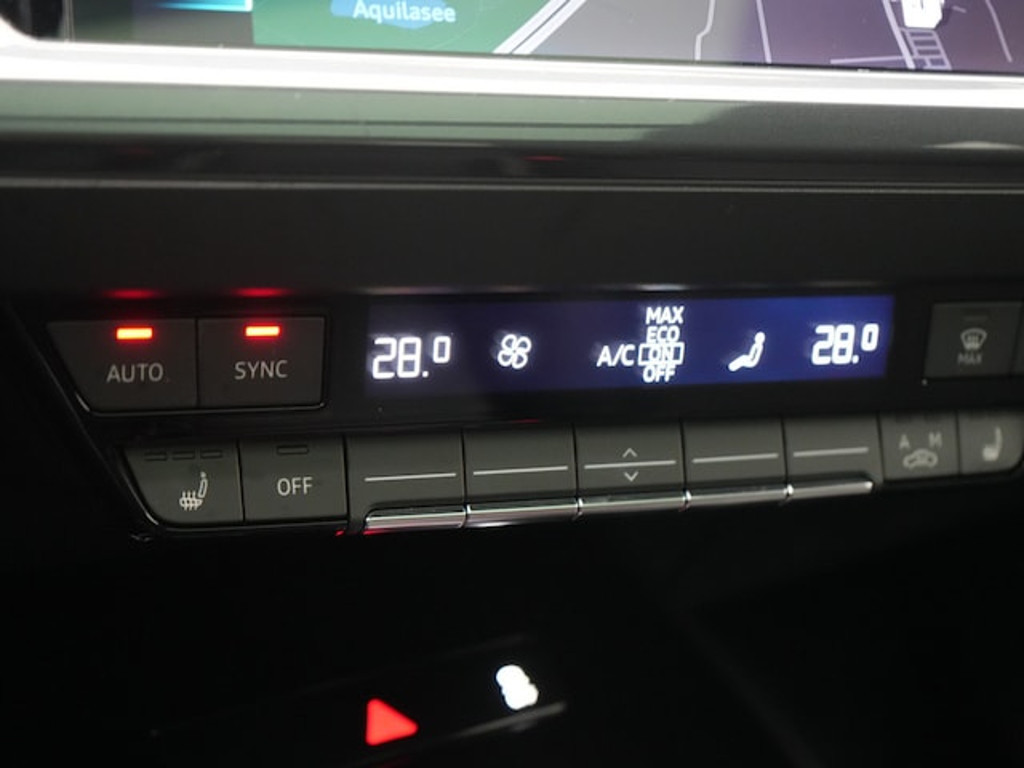 Aquilasee
AUTO
SYNC
28.0
A/C
MAX
ECO
ON
OFF
28.0
MAX
OFF
A M